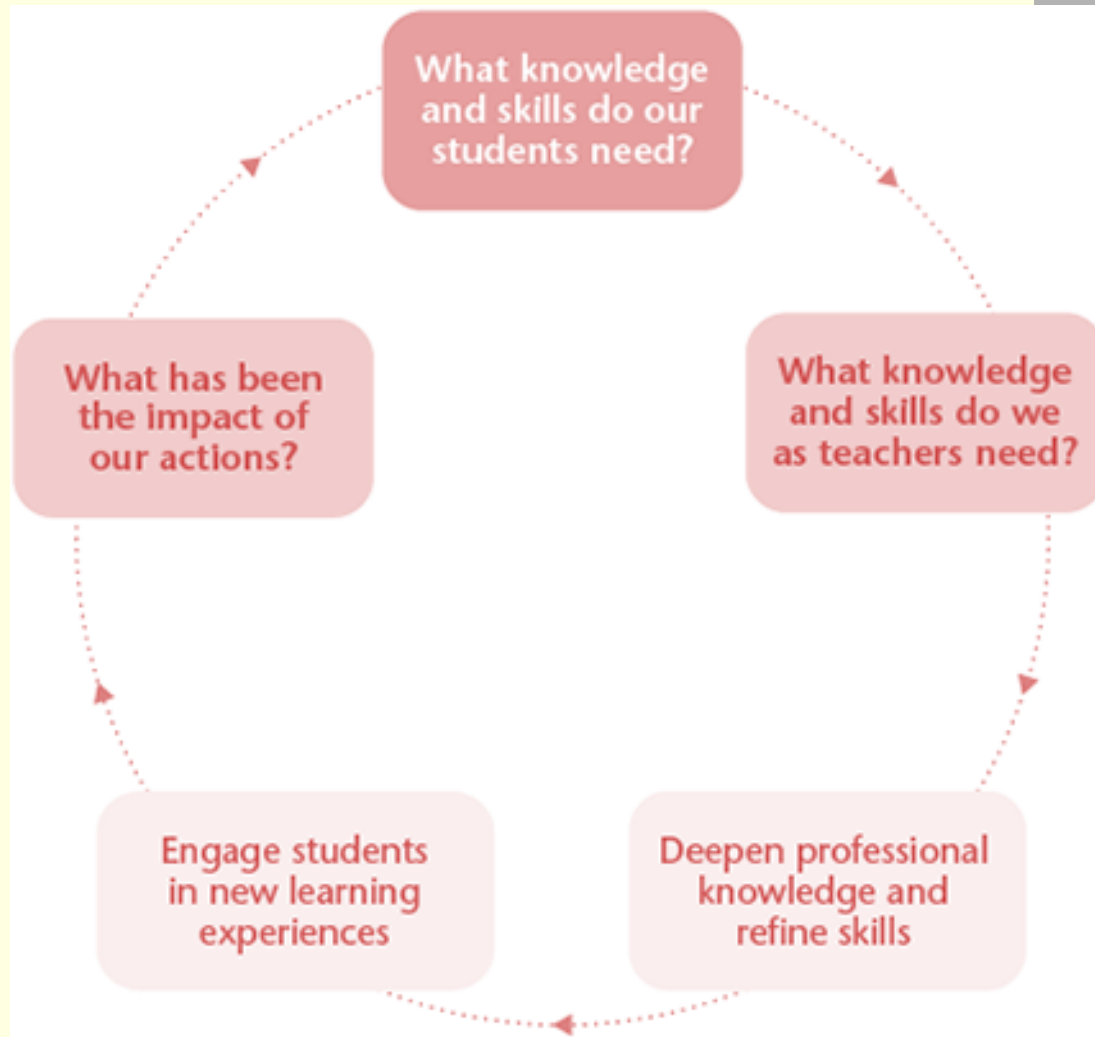 What knowledge
and skills do our
students need?
What knowledge
and skills do we
as teachers need?
Deepen professional
knowledge and
refine skills
Engage students
in new learning
experiences
What has been
the impact of
our actions?